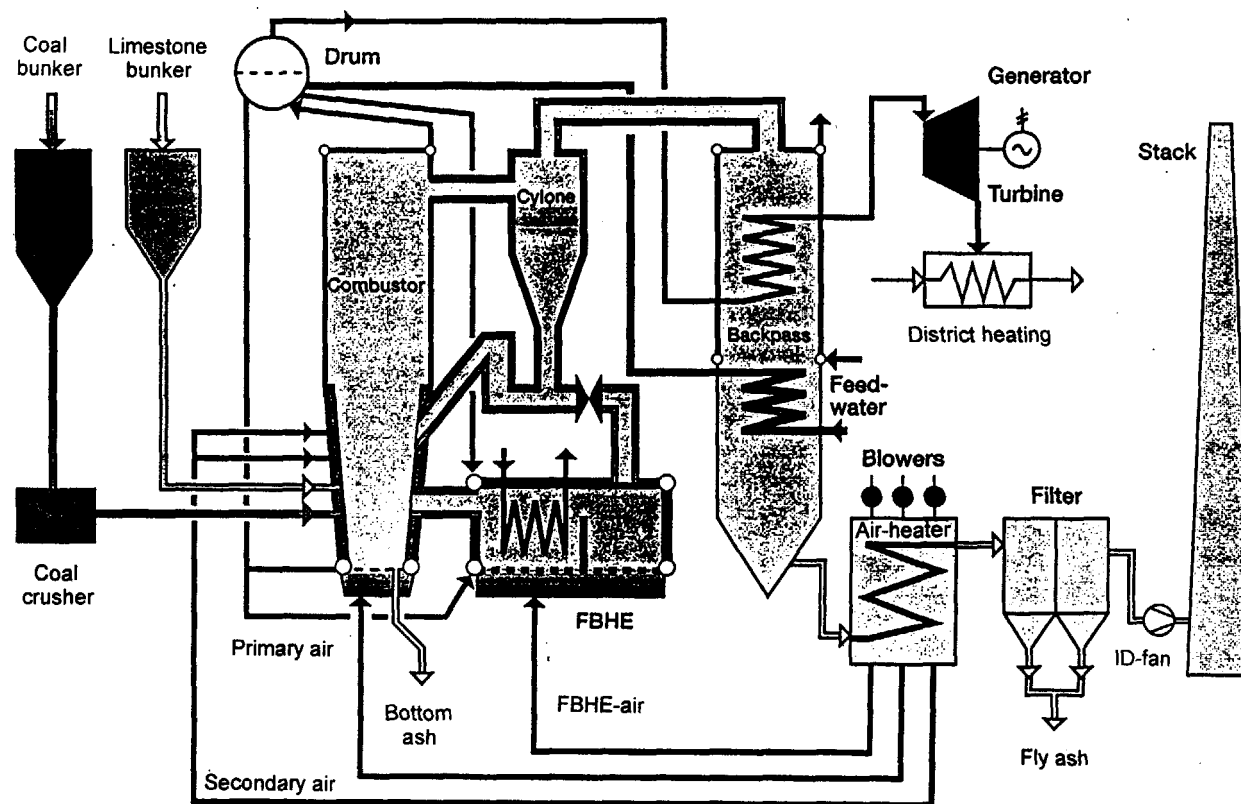 Coal
bunker
Limestone
bunker
Drum
Generator
Stack
Cylone
Turbine
Combustor
Backpass
District heating
Feed-
water
Blowers
Filter
Air-heater
Coal
crusher
FBHE
Primary air
ID-fan
FBHE-air
Bottom
ash
Fly ash
Secondary air